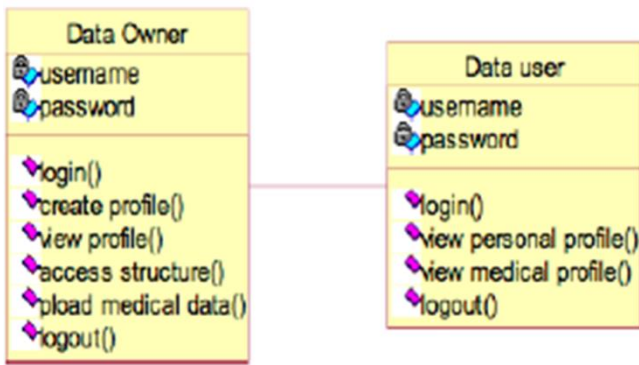 Data Owner
username
password
login()
create profile()
view profile()
access structure()
pload medical data()
logout()
Data user
username
password
login()
view personal profile()
view medical profile()
logout()